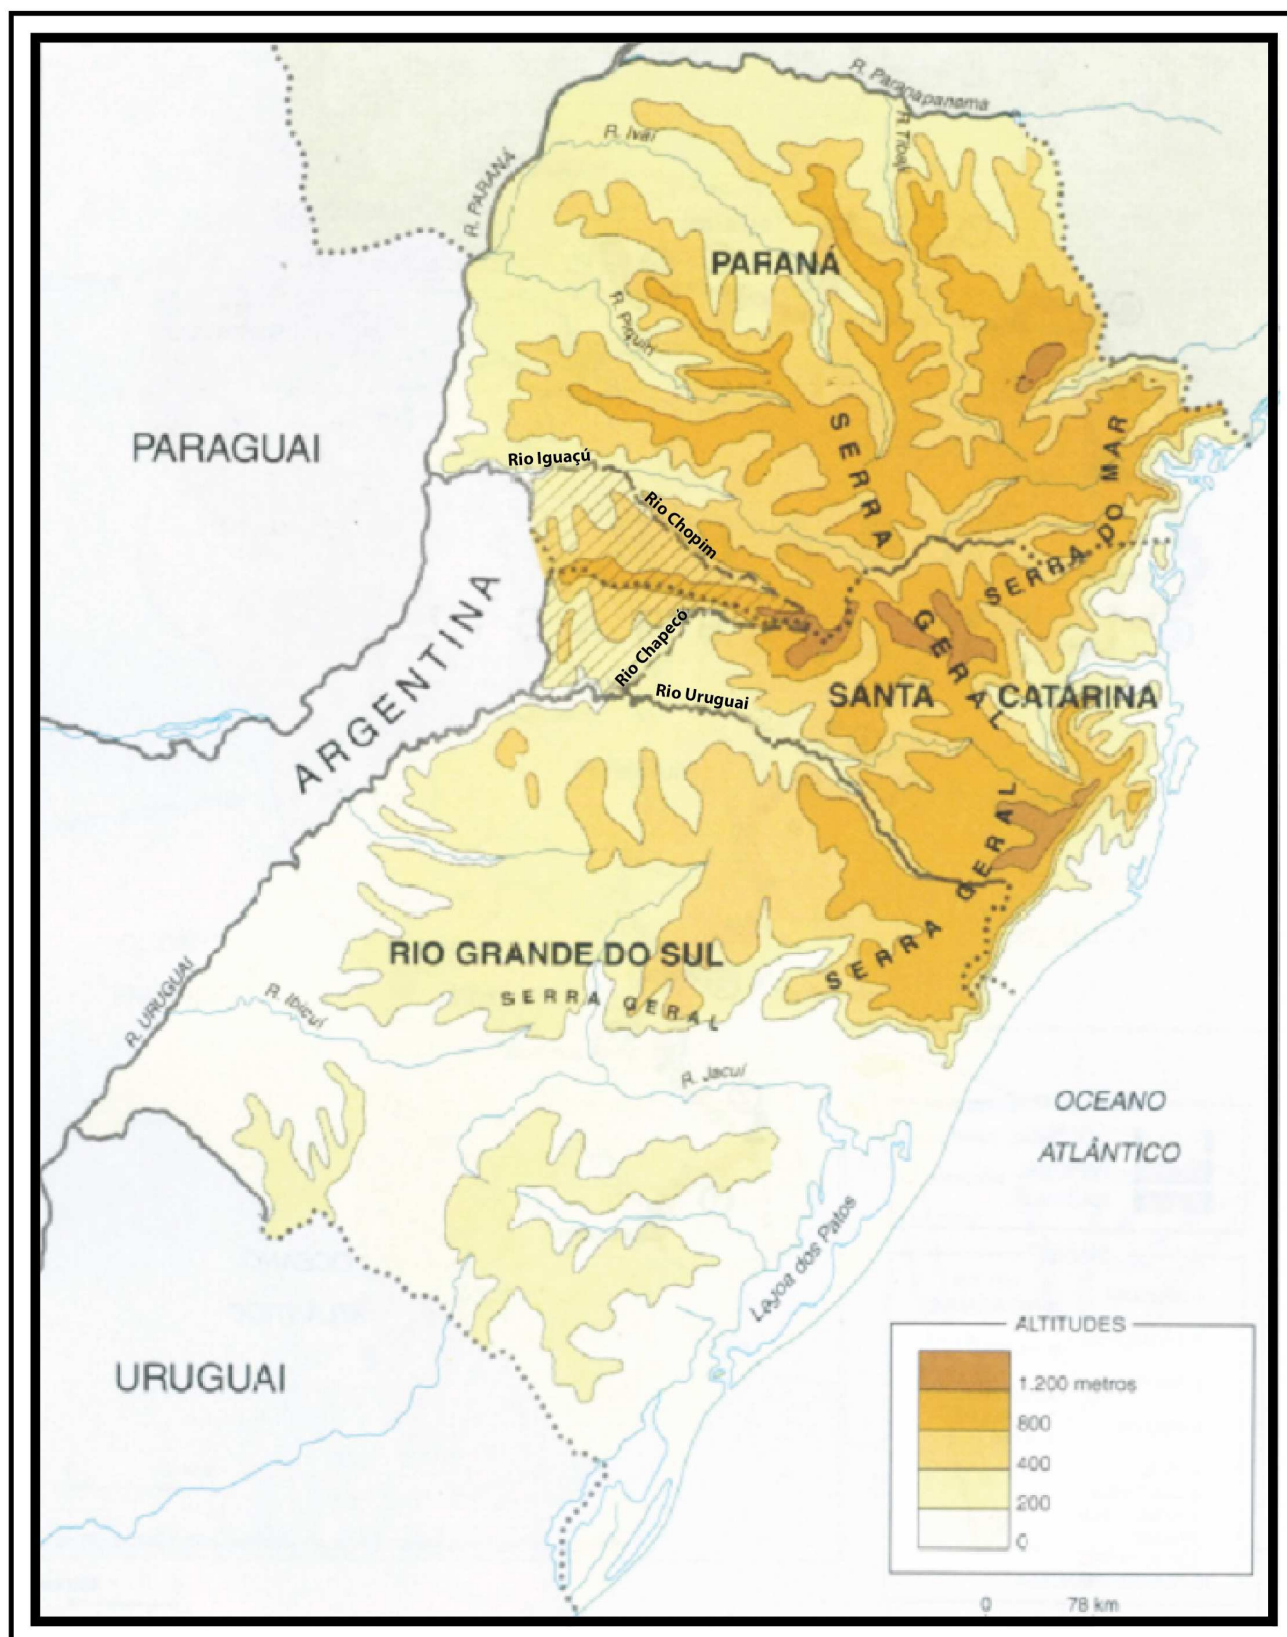 R. Paranapanema
R. Ivaí
R. Tibaji
R. PARANÁ
PARANÁ
R. Piquiri
PARAGUAI
SERRA
SERRA DO MAR
Rio Iguaçú
Rio Chopim
ARGENTINA
GERAL
Rio Chapecó
Rio Uruguai
SANTA CATARINA
SERRA GERAL
RIO GRANDE DO SUL
SERRA GERAL
R. URUGUAI
R. Ibicuí
R. Jacuí
OCEANO
ATLÂNTICO
Lagoa dos Patos
URUGUAI
ALTITUDES
1.200 metros
800
400
200
0
0 78 km